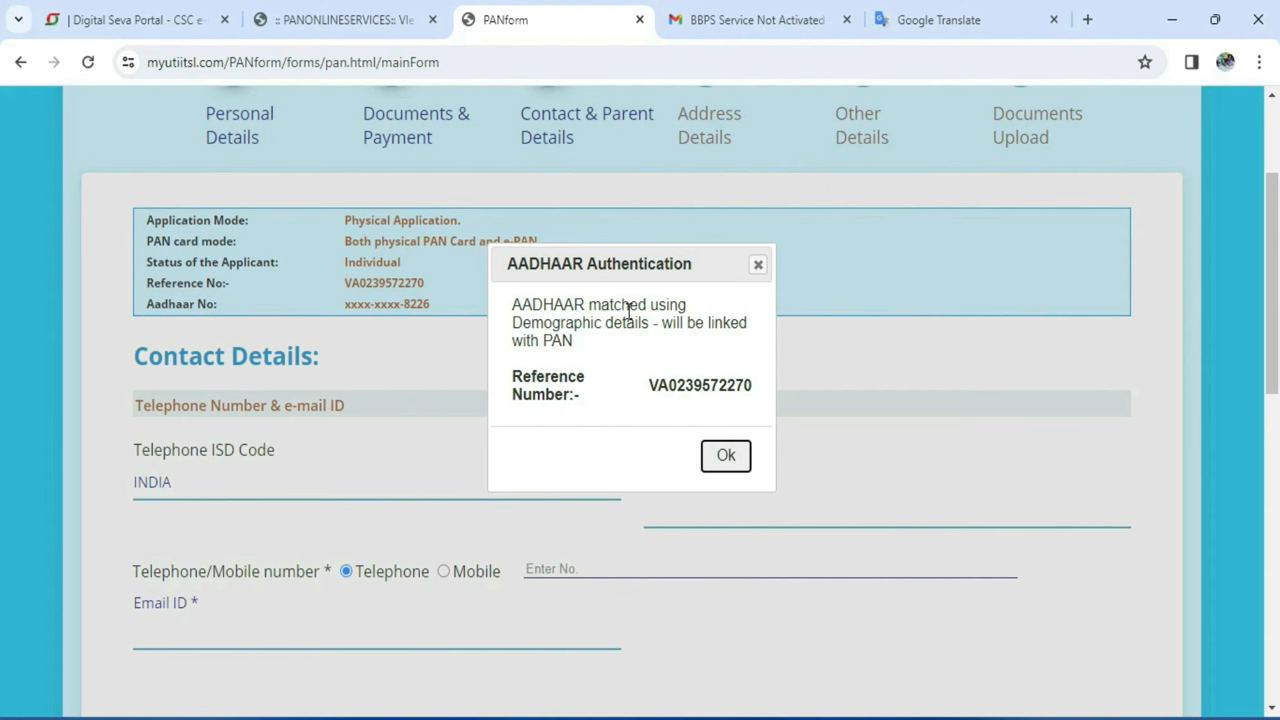 | Digital Seva Portal - CSC e-
:: PANONLINESERVICES:: Vie
PANform
BBPS Service Not Activated
Google Translate
myutiitsl.com/PANform/forms/pan.html/mainForm
Personal Details
Documents & Payment
Contact & Parent Details
Address Details
Other Details
Documents Upload
Application Mode: Physical Application.
PAN card mode: Both physical PAN Card and e-PAN
Status of the Applicant: Individual
Reference No:- VA0239572270
Aadhaar No: xxxx-xxxx-8226
AADHAAR Authentication
AADHAAR matched using
Demographic details - will be linked
with PAN
Reference
Number:- VA0239572270
Ok
Contact Details:
Telephone Number & e-mail ID
Telephone ISD Code
INDIA
Telephone/Mobile number * Telephone Mobile Enter No.
Email ID *